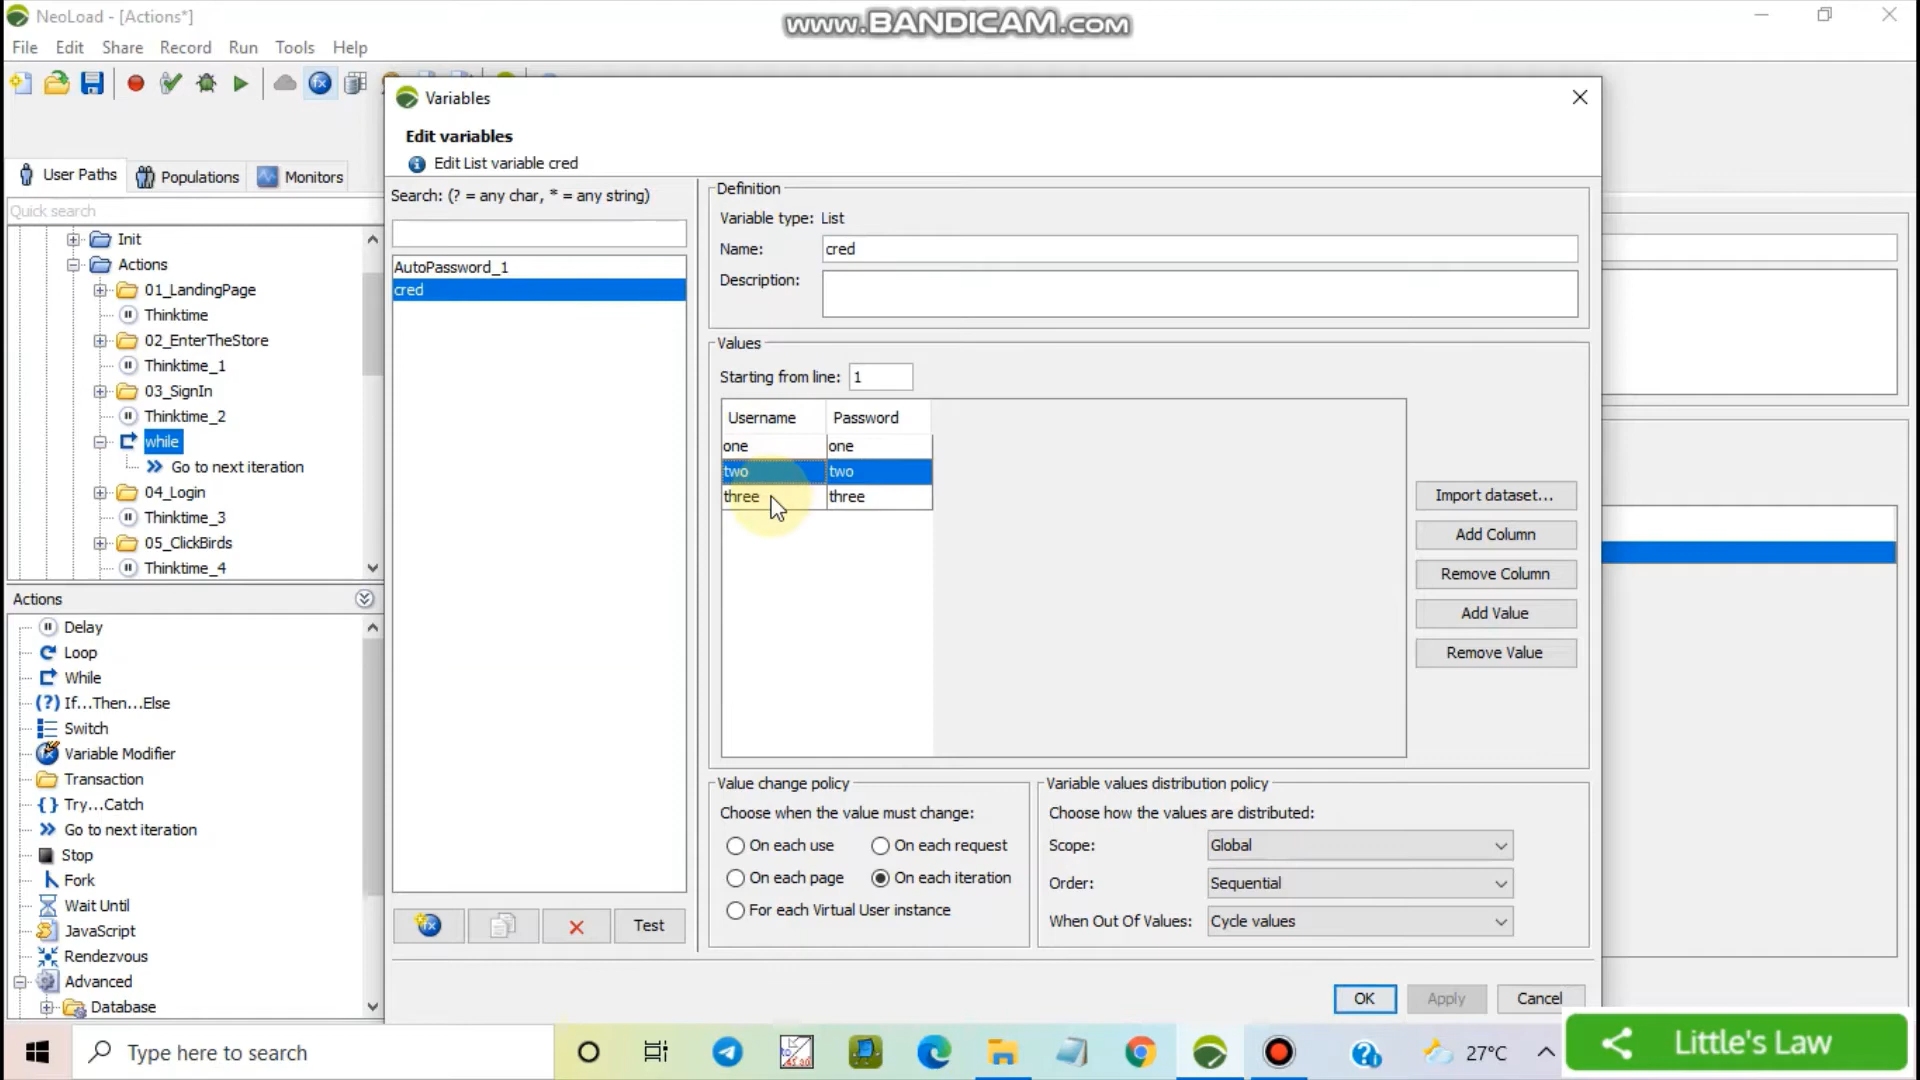 NeoLoad - [Actions*]
www.BANDICAM.com
File Edit Share Record Run Tools Help
User Paths Populations Monitors
Quick search
Init
Actions
01_LandingPage
Thinktime
02_EnterTheStore
Thinktime_1
03_SignIn
Thinktime_2
while
Go to next iteration
04_Login
Thinktime_3
05_ClickBirds
Thinktime_4
Actions
Delay
Loop
While
If...Then...Else
Switch
Variable Modifier
Transaction
Try...Catch
Go to next iteration
Stop
Fork
Wait Until
JavaScript
Rendezvous
Advanced
Database
Variables
Edit variables
Edit List variable cred
Search: (? = any char, * = any string)
AutoPassword_1
cred
Test
Definition
Variable type: List
Name: cred
Description:
Values
Starting from line: 1
Username Password
one one
two two
three three
Import dataset...
Add Column
Remove Column
Add Value
Remove Value
Value change policy
Choose when the value must change:
On each use On each request
On each page On each iteration
For each Virtual User instance
Variable values distribution policy
Choose how the values are distributed:
Scope: Global
Order: Sequential
When Out Of Values: Cycle values
OK Apply Cancel
Type here to search
27°C
Little's Law